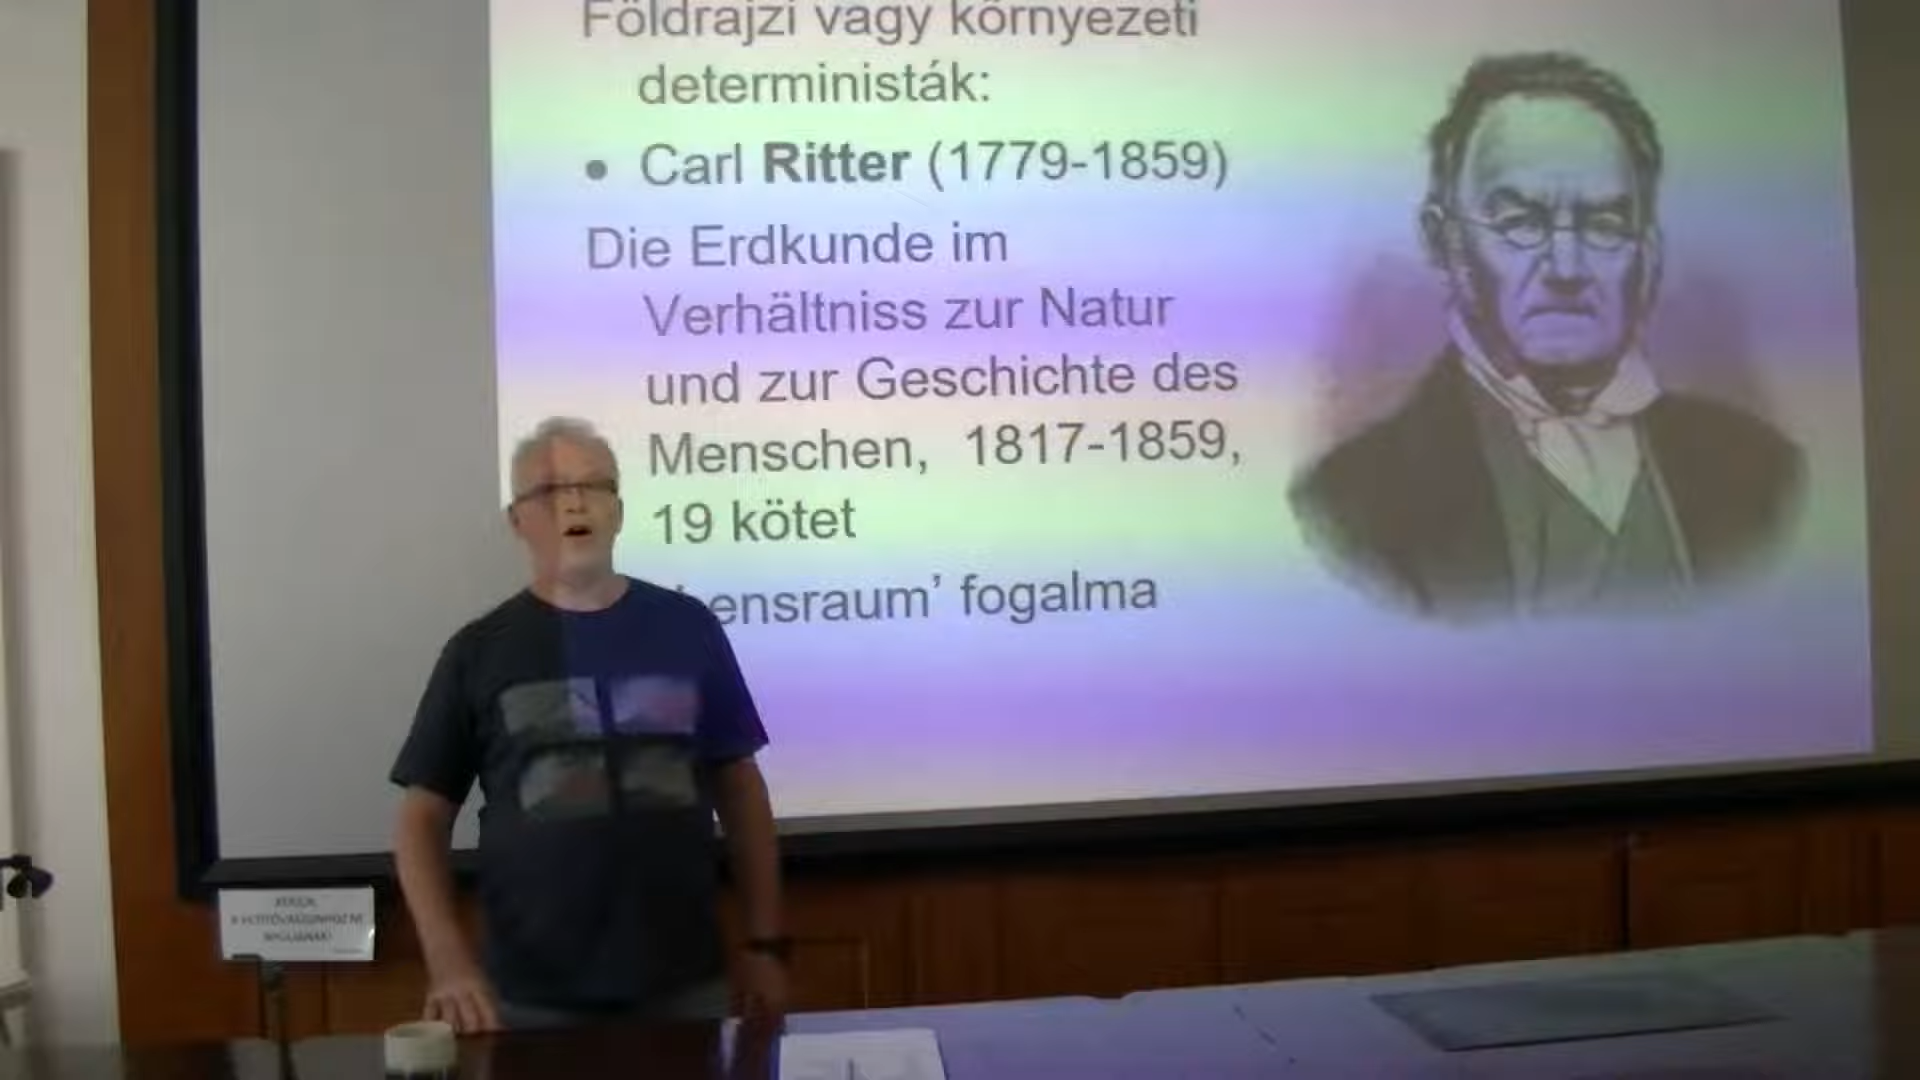 Földrajzi vagy környezeti
deterministák:
• Carl Ritter (1779-1859)
Die Erdkunde im
Verhältniss zur Natur
und zur Geschichte des
Menschen, 1817-1859,
19 kötet
ensraum’ fogalma